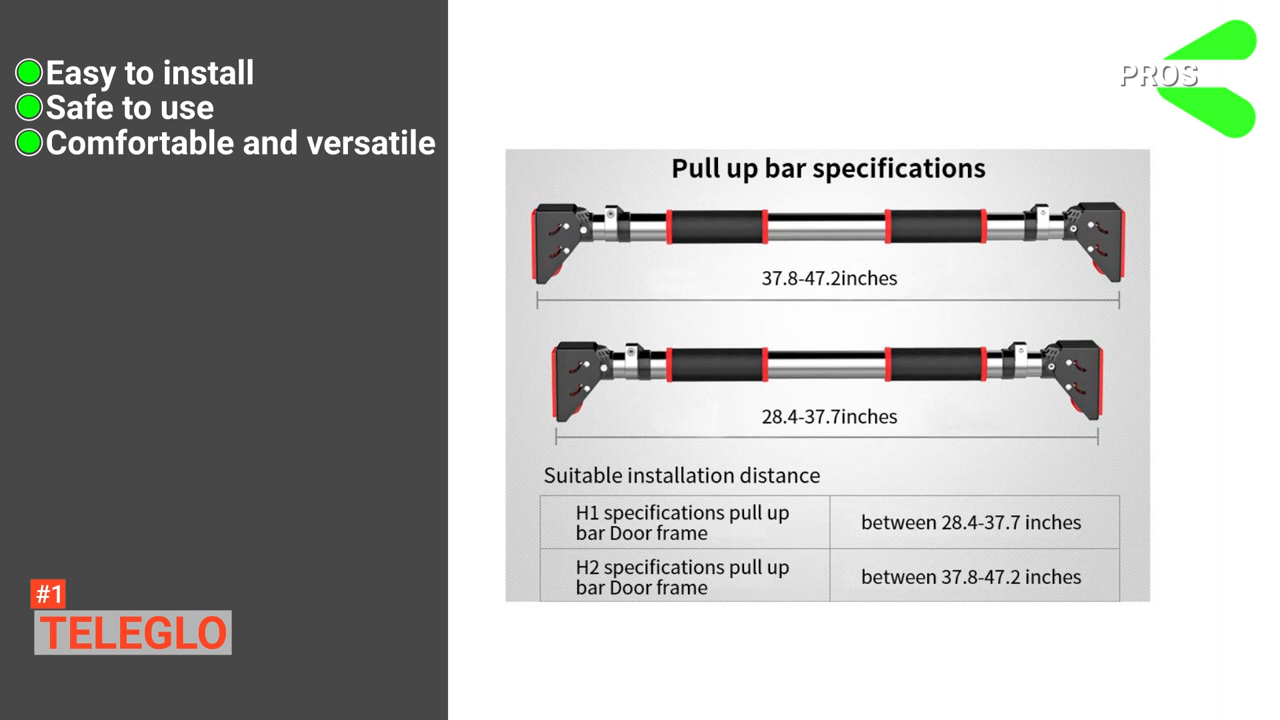 Easy to install
Safe to use
Comfortable and versatile
PROS
Pull up bar specifications
37.8-47.2inches
28.4-37.7inches
Suitable installation distance
H1 specifications pull up
bar Door frame
between 28.4-37.7 inches
H2 specifications pull up
bar Door frame
between 37.8-47.2 inches
#1
TELEGLO